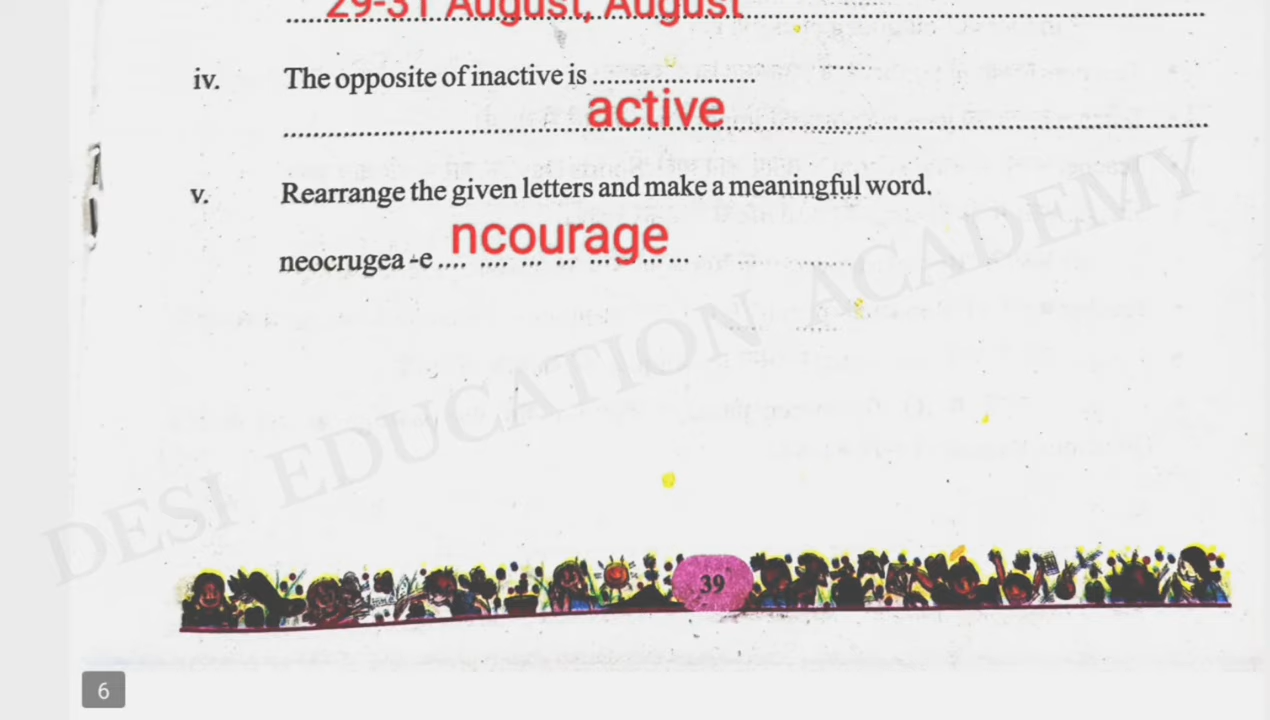 29-31 August, August
iv. The opposite of inactive is ........................
active
v. Rearrange the given letters and make a meaningful word.
neocrugea -e .... ncourage
DESI EDUCATION ACADEMY
39
6